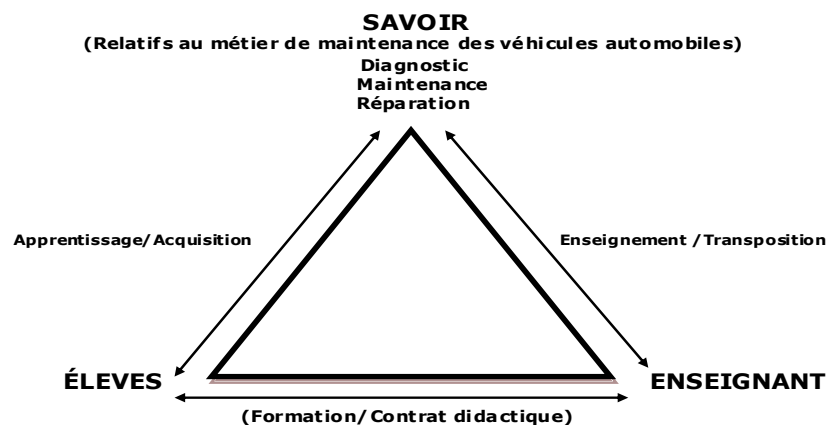 SAVOIR
(Relatifs au métier de maintenance des véhicules automobiles)
Diagnostic
Maintenance
Réparation
Apprentissage/Acquisition
Enseignement /Transposition
ÉLEVES
ENSEIGNANT
(Formation/Contrat didactique)